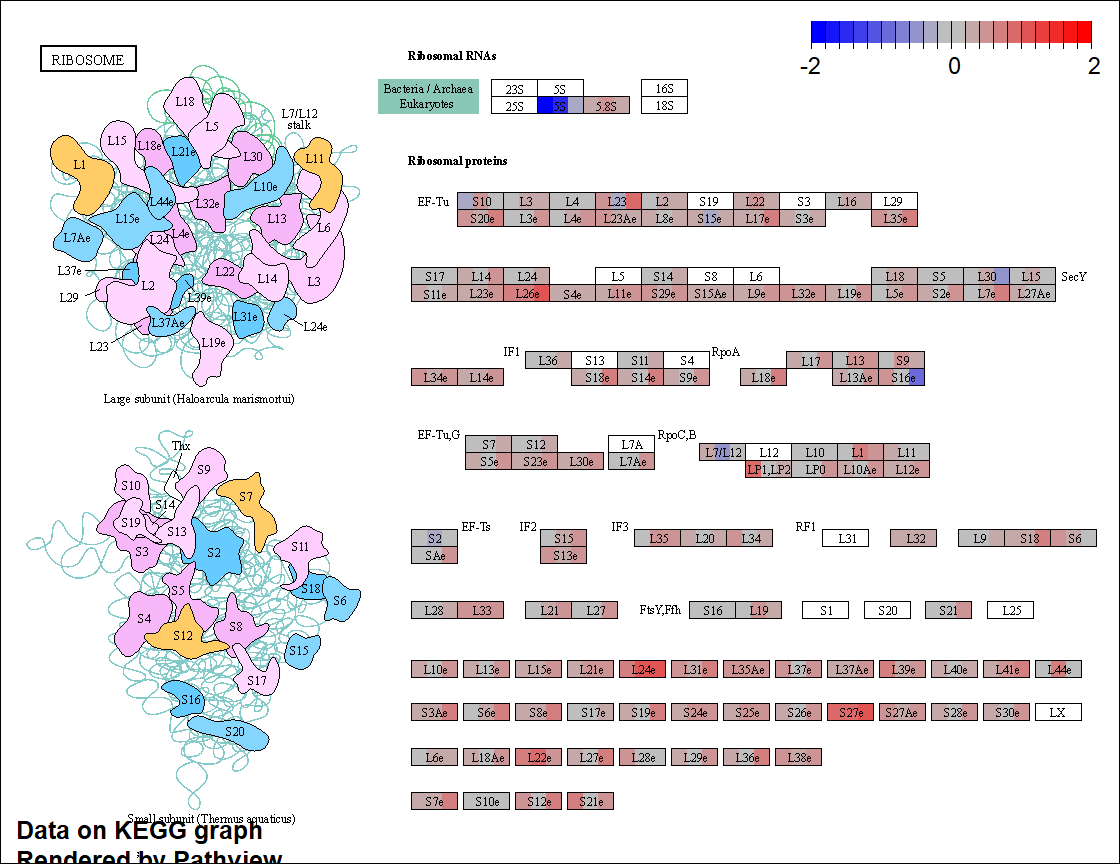 RIBOSOME
L18
L5
L7/L12
stalk
L15
L18e
L21e
L30
L11
L1
L10e
L44e
L32e
L15e
L13
L6
L7Ae
L24
L4e
L37e
L22
L14
L3
L29
L2
L39e
L37Ae
L31e
L24e
L23
L19e
Large subunit (Haloarcula marismortui)
Thx
S9
S10
S7
S14
S19
S13
S3
S2
S11
S5
S18
S6
S4
S12
S8
S15
S17
S16
S20
Small subunit (Thermus aquaticus)
Data on KEGG graph
Rendered by Pathview
-2 0 2
Ribosomal RNAs
Bacteria / Archaea 23S 5S 16S
Eukaryotes 25S 5S 5.8S 18S
Ribosomal proteins
EF-Tu S10 L3 L4 L23 L2 S19 L22 S3 L16 L29
S20e L3e L4e L23Ae L8e S15e L17e S3e L35e
S17 L14 L24 L5 S14 S8 L6 L18 S5 L30 L15 SecY
S11e L23e L26e S4e L11e S29e S15Ae L9e L32e L19e L5e S2e L7e L27Ae
IF1 L36 S13 S11 S4 RpoA L17 L13 S9
L34e L14e S18e S14e S9e L18e L13Ae S16e
EF-Tu,G S7 S12 L7A RpoC,B L7/L12 L12 L10 L1 L11
S5e S23e L30e L7Ae LP1,LP2 LP0 L10Ae L12e
S2 EF-Ts IF2 S15 IF3 L35 L20 L34 RF1 L31 L32 L9 S18 S6
SAe S13e
L28 L33 L21 L27 FtsY,Ffh S16 L19 S1 S20 S21 L25
L10e L13e L15e L21e L24e L31e L35Ae L37e L37Ae L39e L40e L41e L44e
S3Ae S6e S8e S17e S19e S24e S25e S26e S27e S27Ae S28e S30e LX
L6e L18Ae L22e L27e L28e L29e L36e L38e
S7e S10e S12e S21e